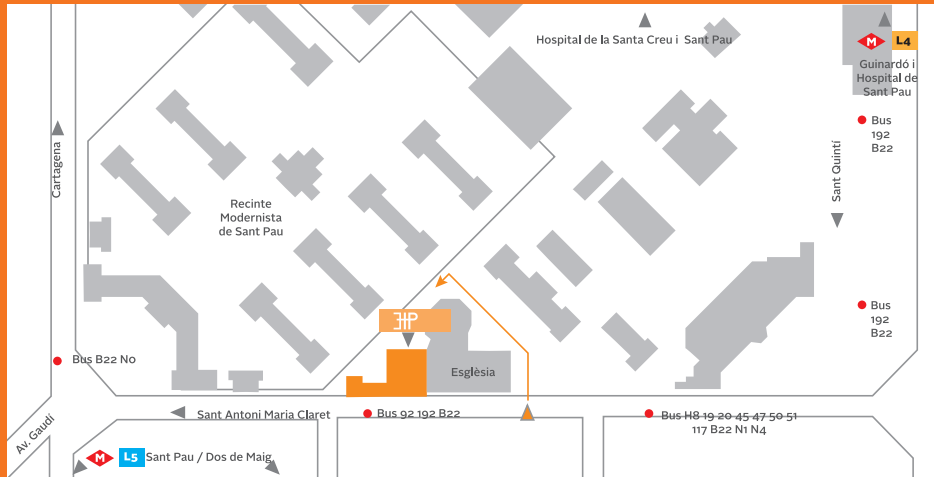 Hospital de la Santa Creu i Sant Pau
M L4
Guinardó i
Hospital de
Sant Pau
Bus
192
B22
Cartagena
Sant Quintí
Recinte
Modernista
de Sant Pau
Bus
192
B22
Bus B22 N0
Esglèsia
Av. Gaudí
Sant Antoni Maria Claret
Bus 92 192 B22
Bus H8 19 20 45 47 50 51
117 B22 N1 N4
M L5 Sant Pau / Dos de Maig